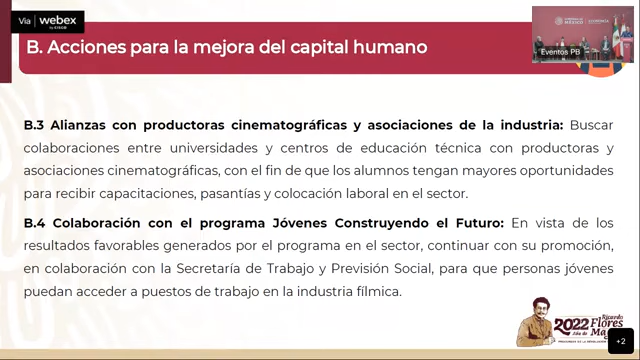 Via webex
by CISCO
B. Acciones para la mejora del capital humano
Eventos PB
B.3 Alianzas con productoras cinematográficas y asociaciones de la industria: Buscar
colaboraciones entre universidades y centros de educación técnica con productoras y
asociaciones cinematográficas, con el fin de que los alumnos tengan mayores oportunidades
para recibir capacitaciones, pasantías y colocación laboral en el sector.
B.4 Colaboración con el programa Jóvenes Construyendo el Futuro: En vista de los
resultados favorables generados por el programa en el sector, continuar con su promoción,
en colaboración con la Secretaría de Trabajo y Previsión Social, para que personas jóvenes
puedan acceder a puestos de trabajo en la industria fílmica.
2022 Ricardo
Año de Flores
+2